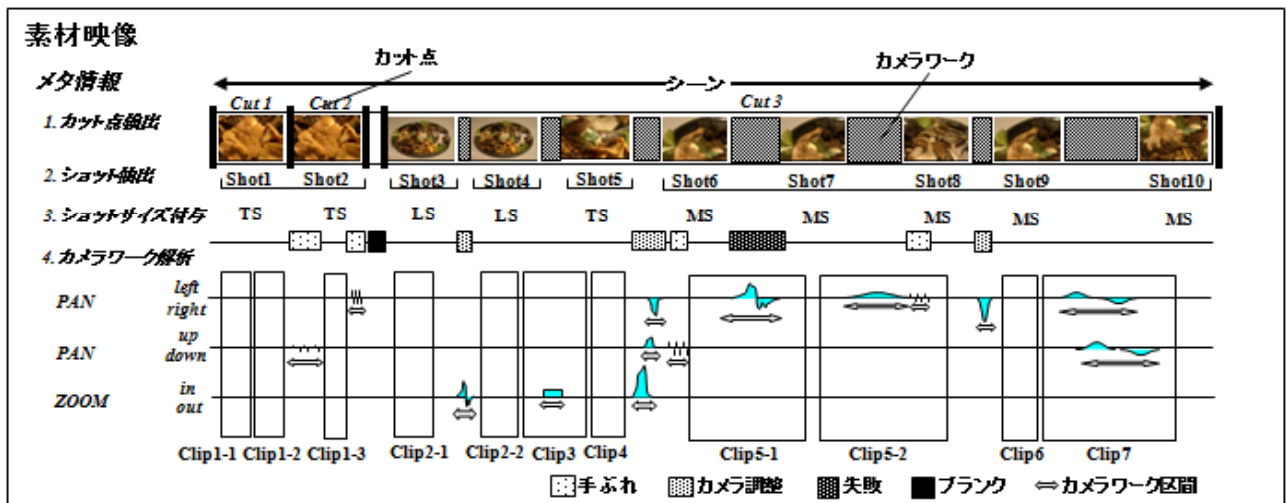 素材映像
カット点
カメラワーク
メタ情報
シーン
Cut 1 Cut 2 Cut 3
1. カット点検出
2. ショット抽出
Shot1 Shot2 Shot3 Shot4 Shot5 Shot6 Shot7 Shot8 Shot9 Shot10
3. ショットサイズ付与
TS TS LS LS TS MS MS MS MS MS
4. カメラワーク解析
PAN left
right
PAN up
down
ZOOM in
out
Clip1-1 Clip1-2 Clip1-3 Clip2-1 Clip2-2 Clip3 Clip4 Clip5-1 Clip5-2 Clip6 Clip7
手ぶれ カメラ調整 失敗 ブランク カメラワーク区間